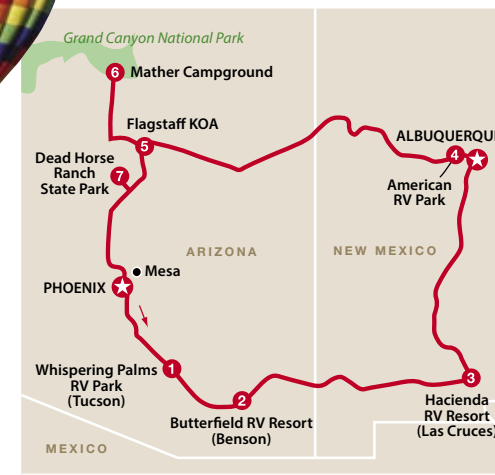 Grand Canyon National Park
6 Mather Campground
Flagstaff KOA
5
Dead Horse
Ranch
State Park
7
ALBUQUERQU
4
American
RV Park
ARIZONA
NEW MEXICO
Mesa
PHOENIX
Whispering Palms
RV Park
(Tucson)
1
2
Butterfield RV Resort
(Benson)
3
Hacienda
RV Resort
(Las Cruces)
MEXICO